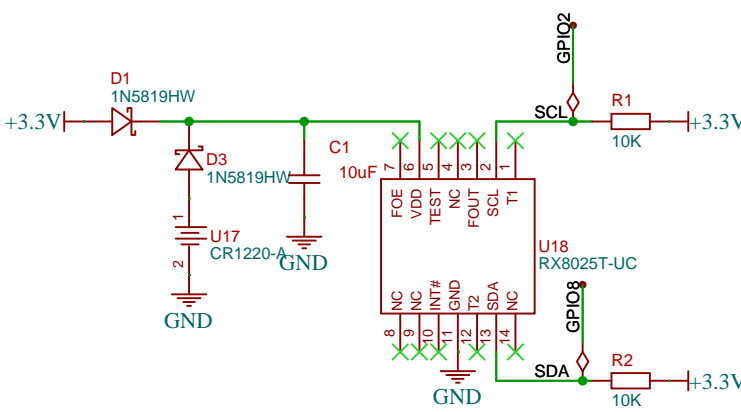 GPIO2
D1
1N5819HW
+3.3V
SCL
R1
10K
+3.3V
D3
1N5819HW
C1
10uF
7
6
5
4
3
2
1
FOE
VDD
TEST
NC
FOUT
SCL
T1
1
2
U17
CR1220-A
GND
GND
U18
RX8025T-UC
NC
NC
INT#
GND
T2
SDA
NC
8
9
10
11
12
13
14
GPIO8
GND
SDA
R2
10K
+3.3V